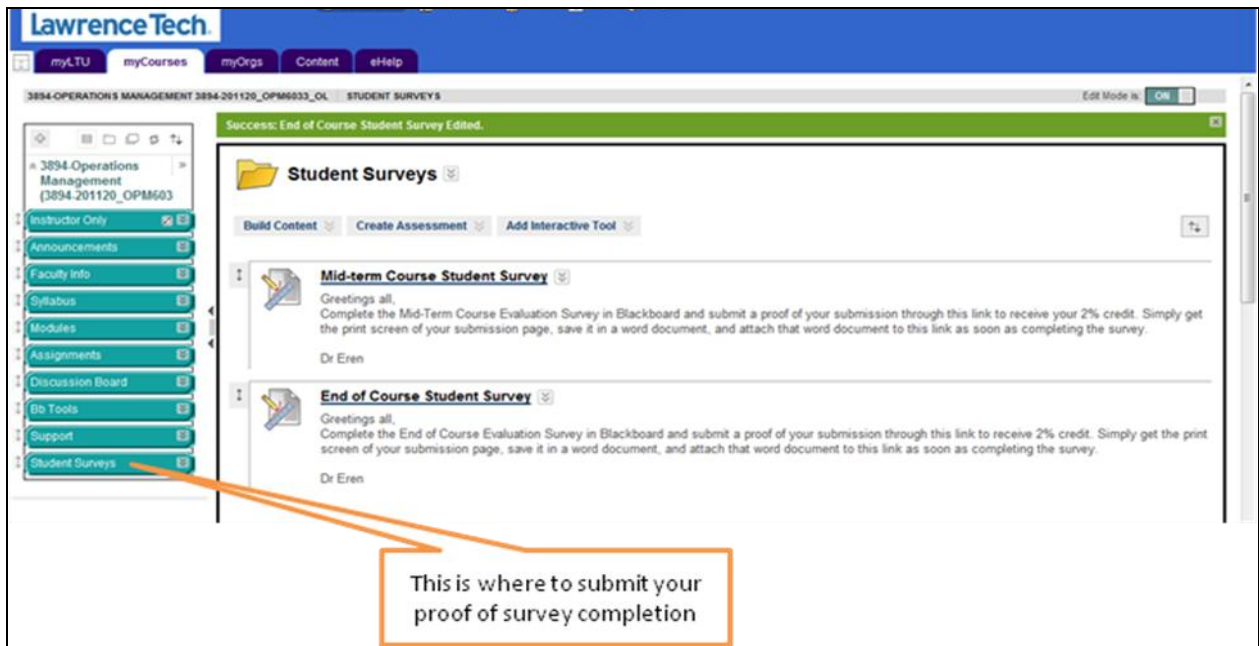 Lawrence Tech.
myLTU myCourses myOrgs Content eHelp
3894-OPERATIONS MANAGEMENT 3894-201120_OPM6033_OL STUDENT SURVEYS Edit Mode is: ON
Success: End of Course Student Survey Edited.
3894-Operations
Management
(3894-201120_OPM603
Instructor Only
Announcements
Faculty Info
Syllabus
Modules
Assignments
Discussion Board
Bb Tools
Support
Student Surveys
Student Surveys
Build Content Create Assessment Add Interactive Tool
Mid-term Course Student Survey
Greetings all,
Complete the Mid-Term Course Evaluation Survey in Blackboard and submit a proof of your submission through this link to receive your 2% credit. Simply get
the print screen of your submission page, save it in a word document, and attach that word document to this link as soon as completing the survey.
Dr Eren
End of Course Student Survey
Greetings all,
Complete the End of Course Evaluation Survey in Blackboard and submit a proof of your submission through this link to receive 2% credit. Simply get the print
screen of your submission page, save it in a word document, and attach that word document to this link as soon as completing the survey.
Dr Eren
This is where to submit your
proof of survey completion